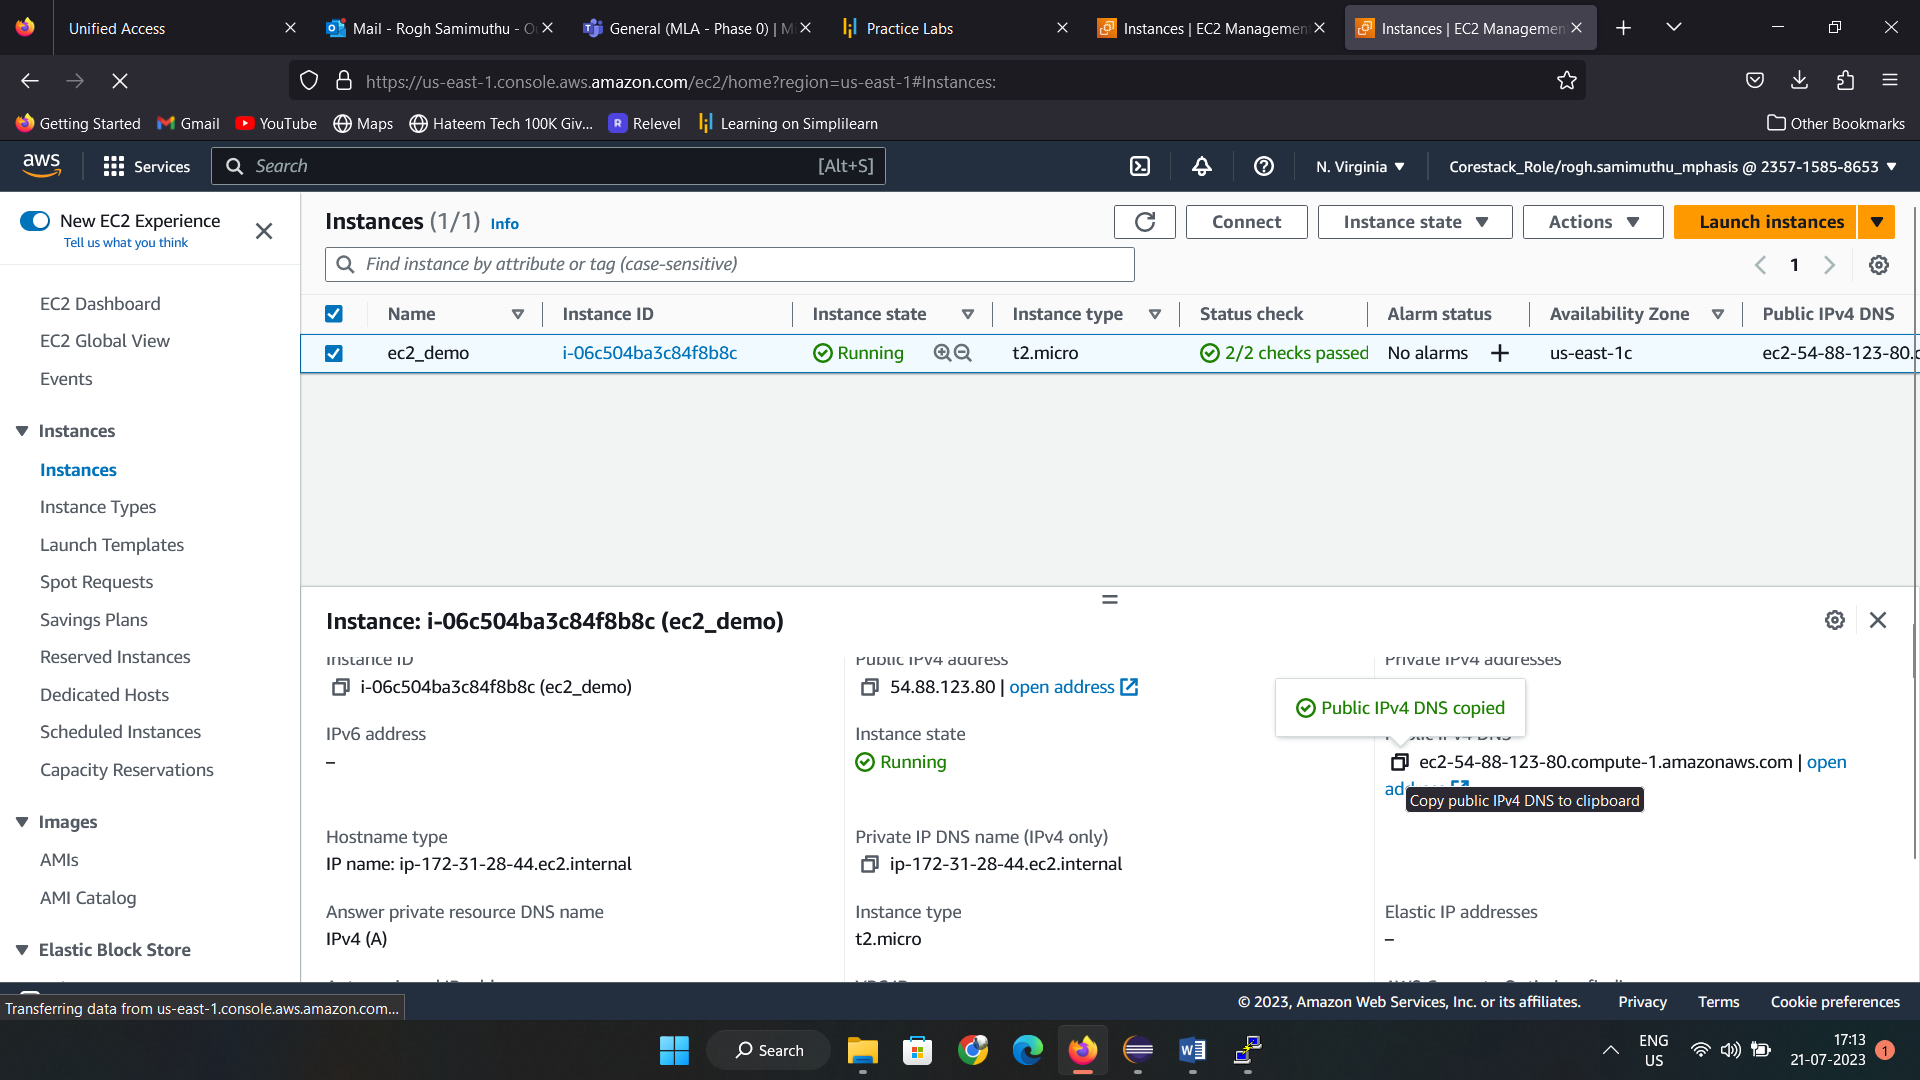 Unified Access
Mail - Rogh Samimuthu - O
General (MLA - Phase 0) | M
Practice Labs
Instances | EC2 Managemen
Instances | EC2 Managemen
https://us-east-1.console.aws.amazon.com/ec2/home?region=us-east-1#Instances:
Getting Started
Gmail
YouTube
Maps
Hateem Tech 100K Giv...
R Relevel
Learning on Simplilearn
Other Bookmarks
aws
Services
Search [Alt+S]
N. Virginia
Corestack_Role/rogh.samimuthu_mphasis @ 2357-1585-8653
New EC2 Experience
Tell us what you think
EC2 Dashboard
EC2 Global View
Events
Instances
Instances
Instance Types
Launch Templates
Spot Requests
Savings Plans
Reserved Instances
Dedicated Hosts
Scheduled Instances
Capacity Reservations
Images
AMIs
AMI Catalog
Elastic Block Store
Instances (1/1) Info
Connect
Instance state
Actions
Launch instances
Find instance by attribute or tag (case-sensitive)
1
Name Instance ID Instance state Instance type Status check Alarm status Availability Zone Public IPv4 DNS
ec2_demo i-06c504ba3c84f8b8c Running t2.micro 2/2 checks passed No alarms us-east-1c ec2-54-88-123-80.c
Instance: i-06c504ba3c84f8b8c (ec2_demo)
Instance ID
i-06c504ba3c84f8b8c (ec2_demo)
Public IPv4 address
54.88.123.80 | open address
Private IPv4 addresses
Public IPv4 DNS copied
IPv6 address
–
Instance state
Running
Public IPv4 DNS
ec2-54-88-123-80.compute-1.amazonaws.com | open
Copy public IPv4 DNS to clipboard
Hostname type
IP name: ip-172-31-28-44.ec2.internal
Private IP DNS name (IPv4 only)
ip-172-31-28-44.ec2.internal
Answer private resource DNS name
IPv4 (A)
Instance type
t2.micro
Elastic IP addresses
–
Transferring data from us-east-1.console.aws.amazon.com...
© 2023, Amazon Web Services, Inc. or its affiliates.
Privacy
Terms
Cookie preferences
Search
ENG
US
17:13
21-07-2023
1